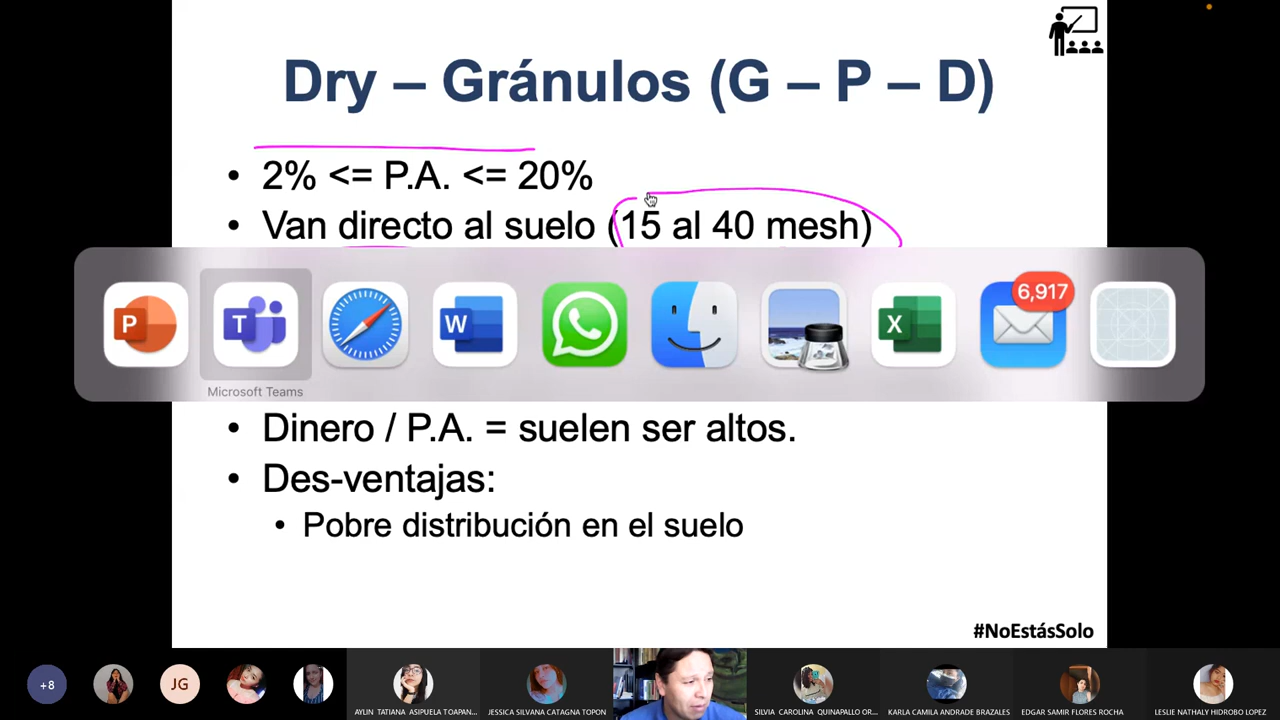 Dry – Gránulos (G – P – D)
• 2% <= P.A. <= 20%
• Van directo al suelo (15 al 40 mesh)
P
T
W
X
6,917
Microsoft Teams
• Dinero / P.A. = suelen ser altos.
• Des-ventajas:
• Pobre distribución en el suelo
#NoEstásSolo
+8
JG
AYLIN TATIANA ASIPUELA TOAPAN...
JESSICA SILVANA CATAGNA TOPON
SILVIA CAROLINA QUINAPALLO OR...
KARLA CAMILA ANDRADE BRAZALES
EDGAR SAMIR FLORES ROCHA
LESLIE NATHALY HIDROBO LOPEZ